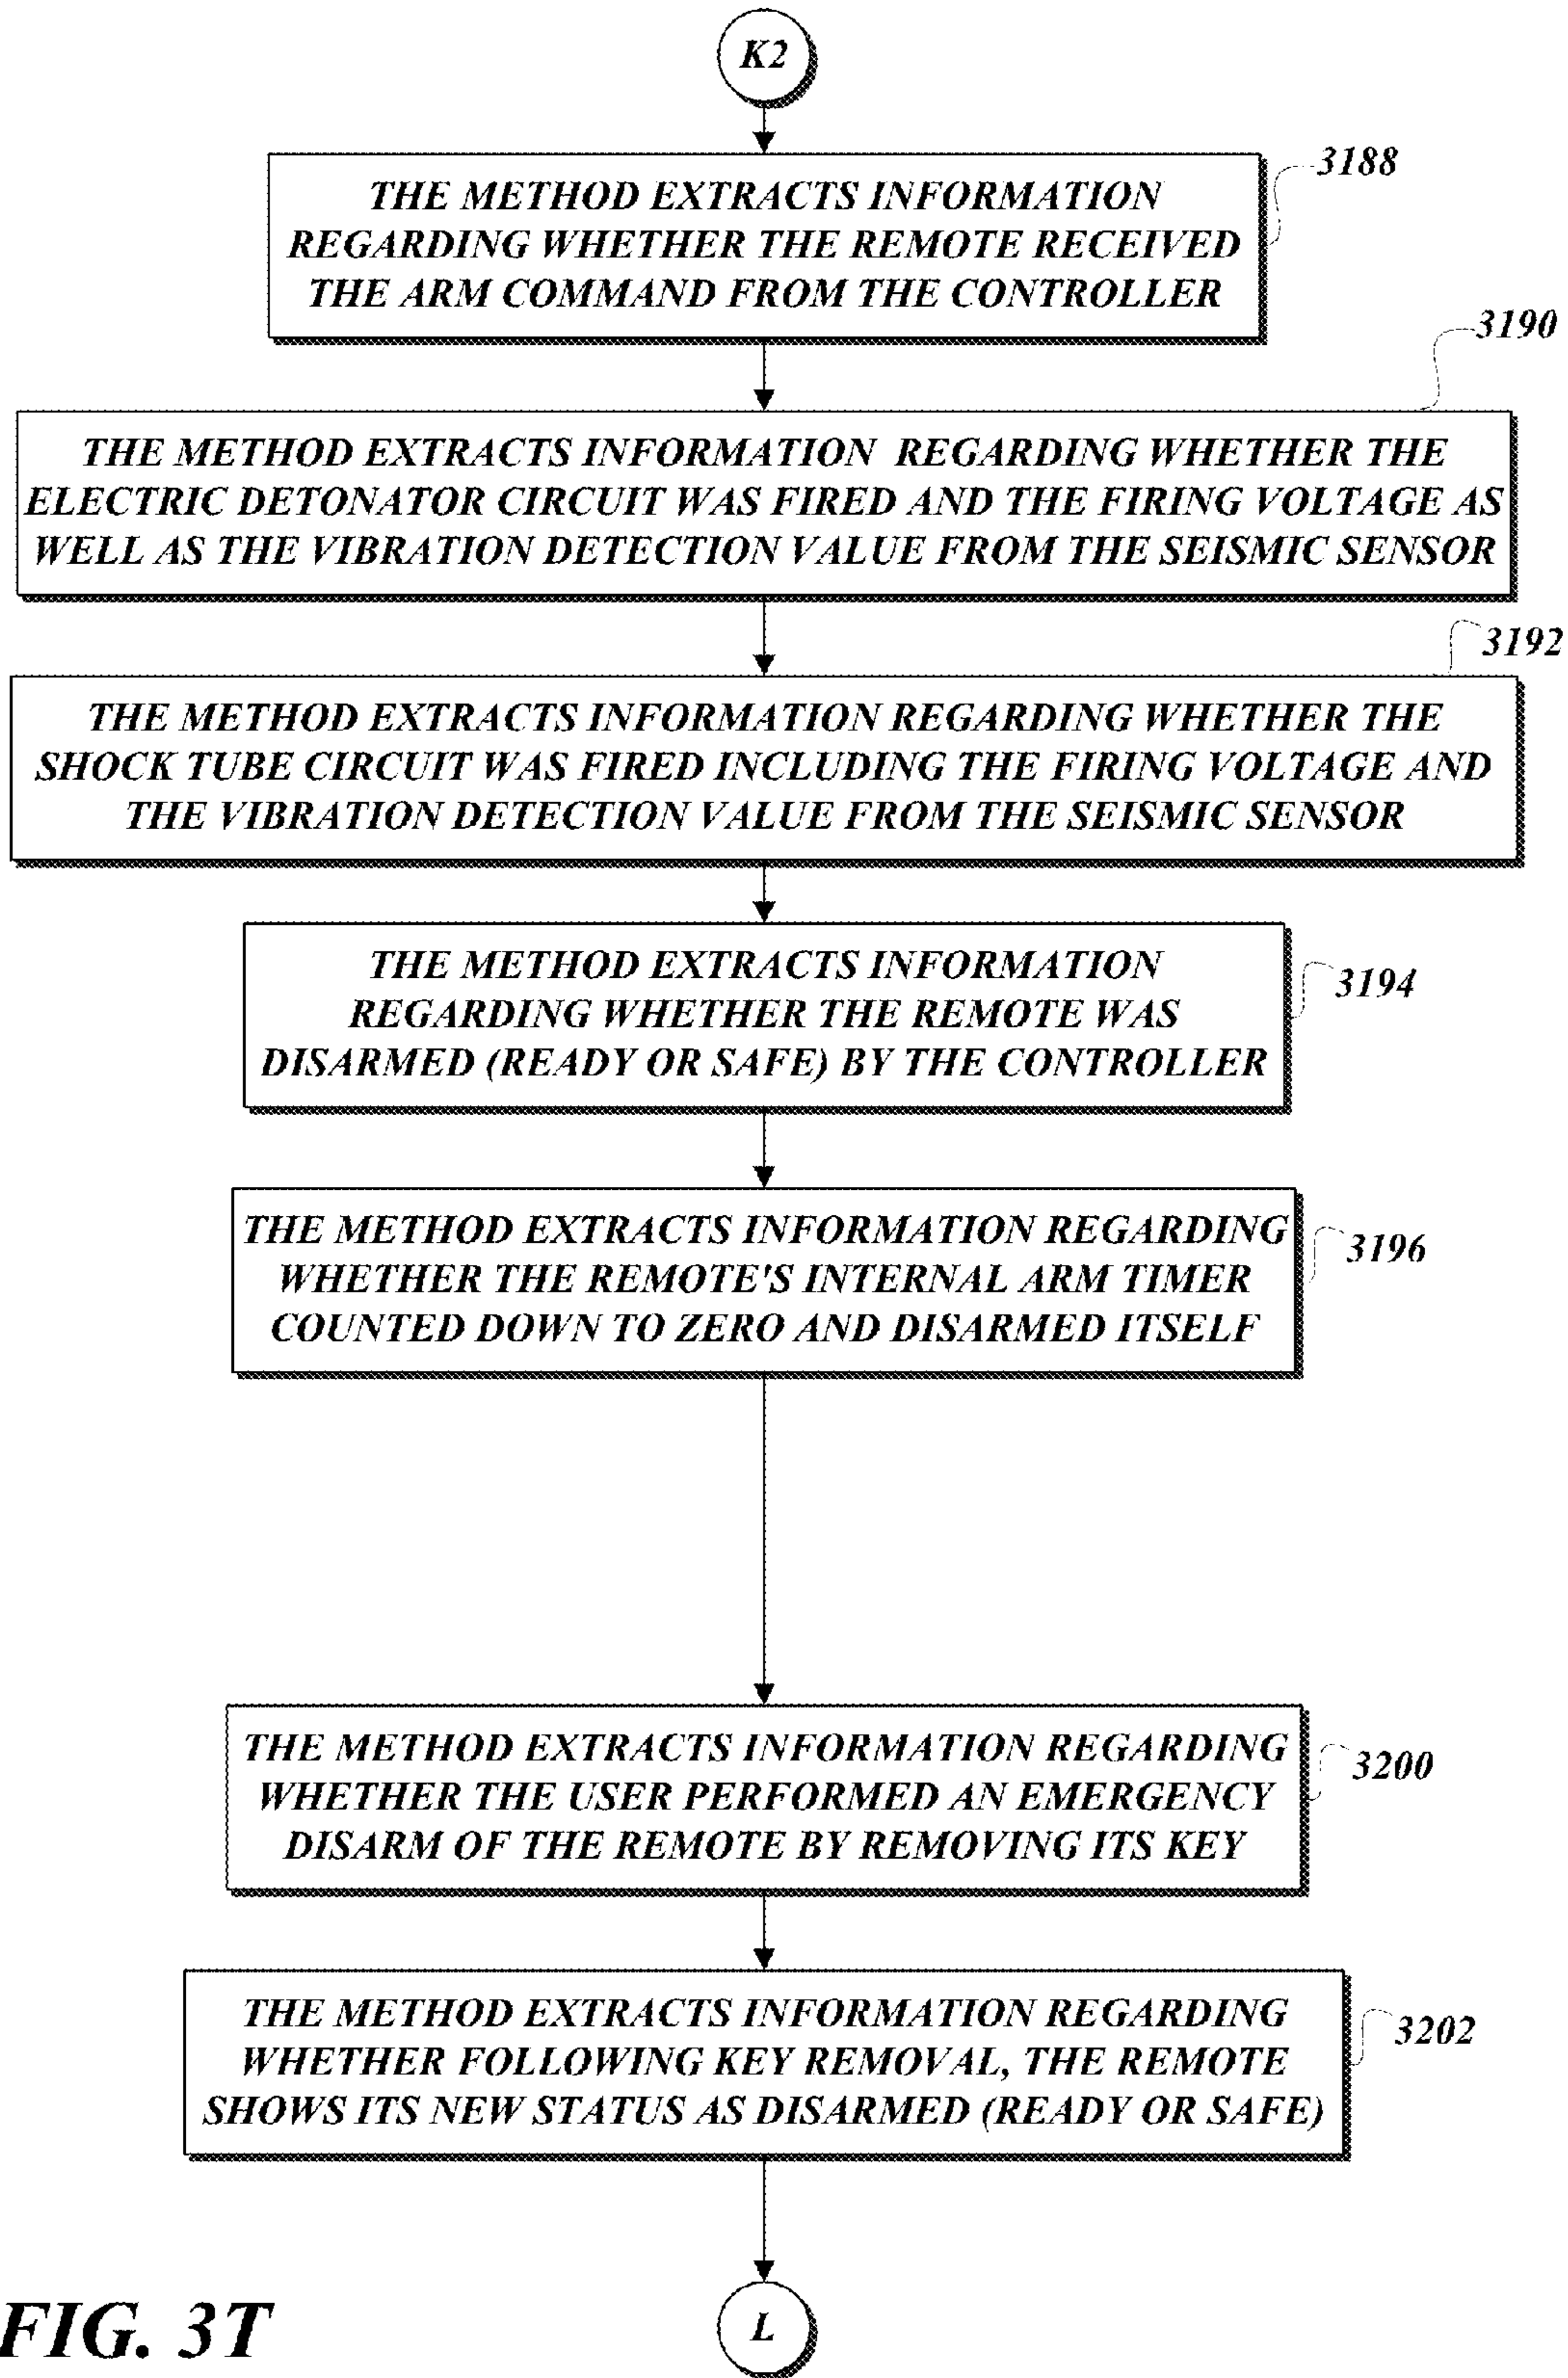 K2
3188
THE METHOD EXTRACTS INFORMATION
REGARDING WHETHER THE REMOTE RECEIVED
THE ARM COMMAND FROM THE CONTROLLER
3190
THE METHOD EXTRACTS INFORMATION REGARDING WHETHER THE
ELECTRIC DETONATOR CIRCUIT WAS FIRED AND THE FIRING VOLTAGE AS
WELL AS THE VIBRATION DETECTION VALUE FROM THE SEISMIC SENSOR
3192
THE METHOD EXTRACTS INFORMATION REGARDING WHETHER THE
SHOCK TUBE CIRCUIT WAS FIRED INCLUDING THE FIRING VOLTAGE AND
THE VIBRATION DETECTION VALUE FROM THE SEISMIC SENSOR
3194
THE METHOD EXTRACTS INFORMATION
REGARDING WHETHER THE REMOTE WAS
DISARMED (READY OR SAFE) BY THE CONTROLLER
3196
THE METHOD EXTRACTS INFORMATION REGARDING
WHETHER THE REMOTE'S INTERNAL ARM TIMER
COUNTED DOWN TO ZERO AND DISARMED ITSELF
3200
THE METHOD EXTRACTS INFORMATION REGARDING
WHETHER THE USER PERFORMED AN EMERGENCY
DISARM OF THE REMOTE BY REMOVING ITS KEY
3202
THE METHOD EXTRACTS INFORMATION REGARDING
WHETHER FOLLOWING KEY REMOVAL, THE REMOTE
SHOWS ITS NEW STATUS AS DISARMED (READY OR SAFE)
L
FIG. 3T